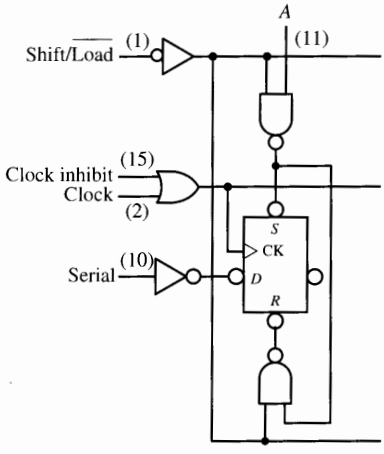 A
(1) (11)
Shift/Load
(15)
Clock inhibit
Clock
(2)
S
CK
(10)
Serial
D
R